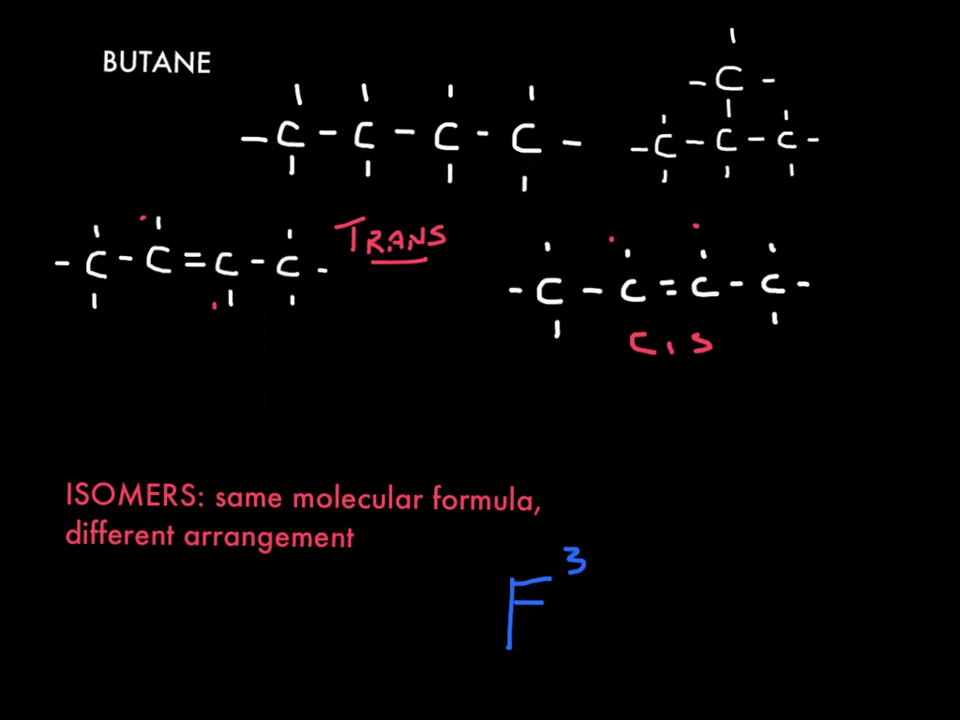 BUTANE
C
- C - C - C - C -
- C - C - C -
TRANS
- C - C = C - C -
- C - C = C - C -
CIS
ISOMERS: same molecular formula,
different arrangement
F³